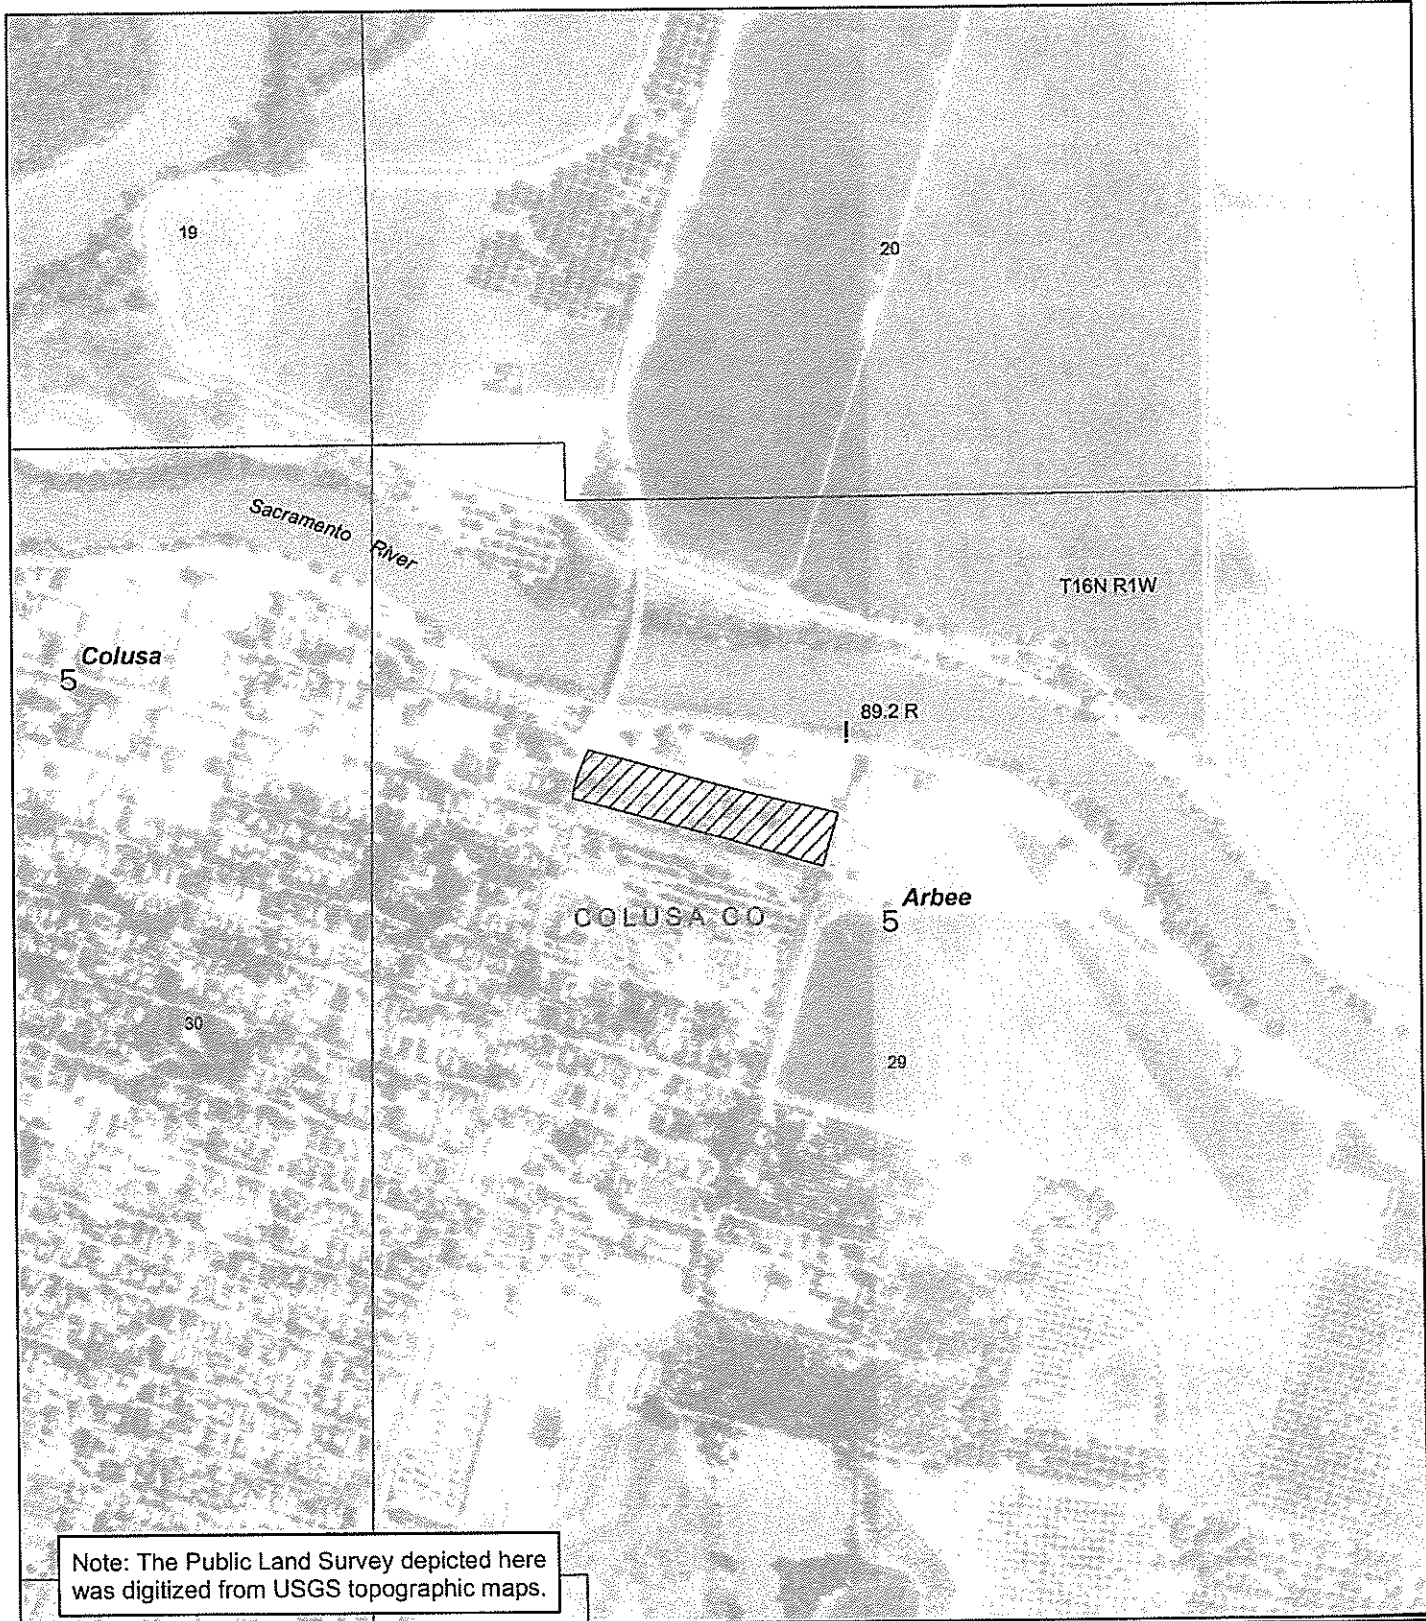 19
20
Sacramento River
T16N R1W
Colusa
5
89.2 R
!
Arbee
5
COLUSA CO
30
29
Note: The Public Land Survey depicted here
was digitized from USGS topographic maps.